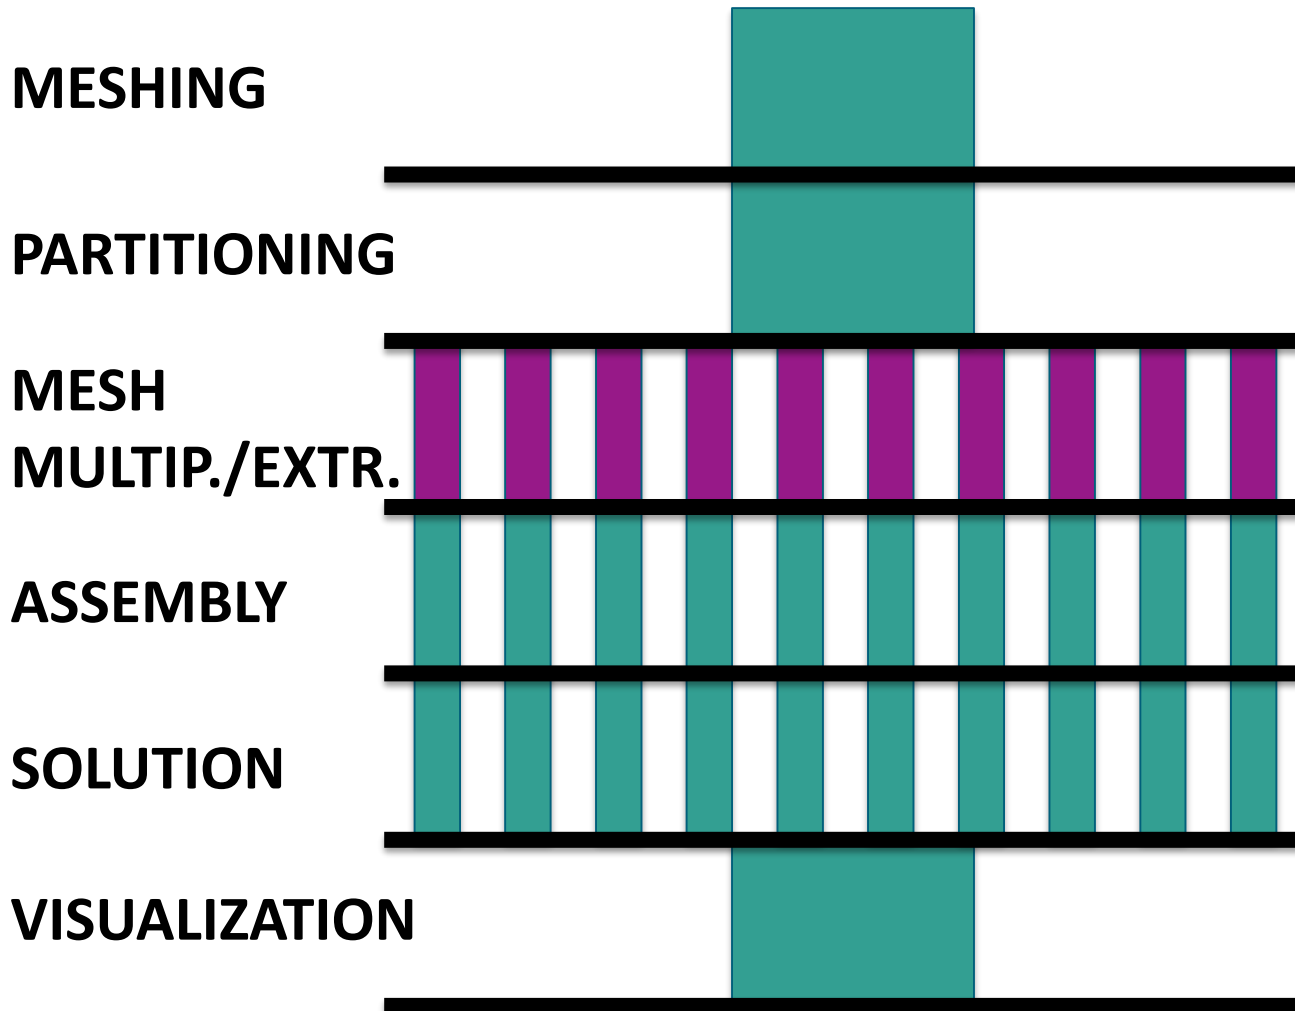 MESHING
PARTITIONING
MESH
MULTIP./EXTR.
ASSEMBLY
SOLUTION
VISUALIZATION